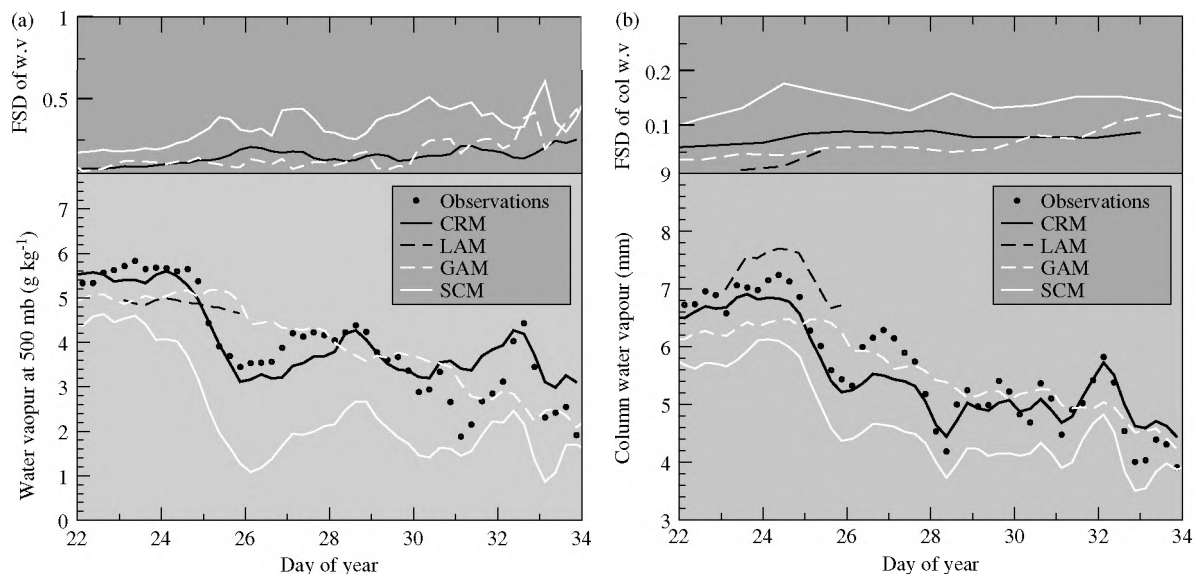 (a)
FSD of w.v
1
0.5
Water vaopur at 500 mb (g kg⁻¹)
7
6
5
4
3
2
1
0
Observations
CRM
LAM
GAM
SCM
22 24 26 28 30 32 34
Day of year
(b)
FSD of col w.v
0.2
0.1
Column water vapour (mm)
9
8
7
6
5
4
3
Observations
CRM
LAM
GAM
SCM
22 24 26 28 30 32 34
Day of year